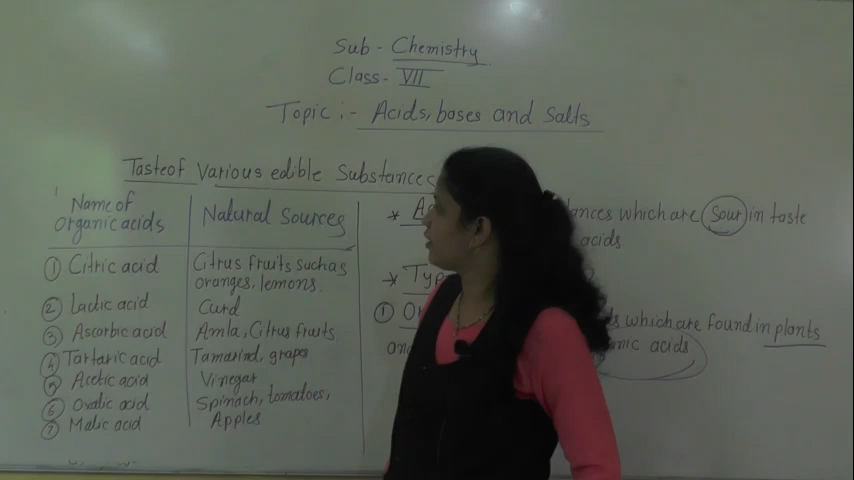 Sub - Chemistry
Class - VII
Topic :- Acids, bases and Salts
Taste of Various edible Substances
Name of Organic acids
Natural Sources
① Citric acid
Citrus fruits such as
oranges, lemons.
② Lactic acid
Curd
③ Ascorbic acid
Amla, Citrus fruits
④ Tartaric acid
Tamarind, grapes
⑤ Acetic acid
Vinegar
⑥ Oxalic acid
Spinach, tomatoes,
⑦ Malic acid
Apples
* which are Sour in taste
acids
*
①
which are found in plants
acids